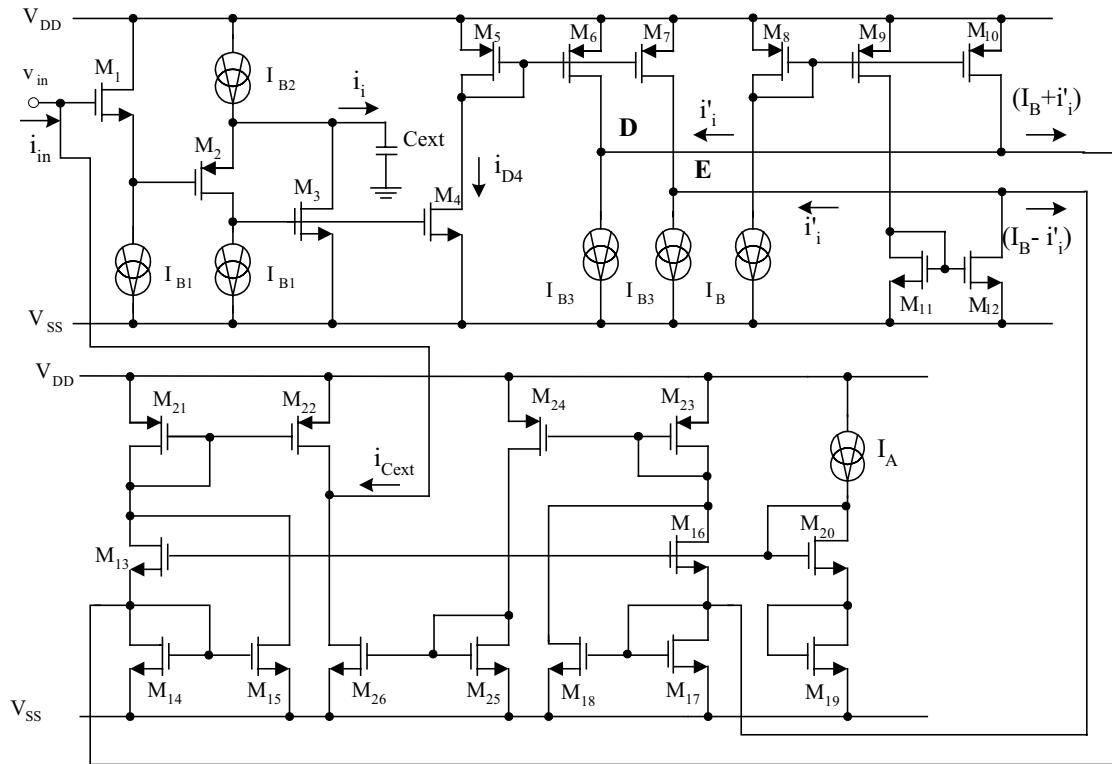 V_DD M_5 M_6 M_7 M_8 M_9 M_10
v_in M_1 I_B2 i_i (I_B+i'_i)
i_in M_2 Cext D i'_i
M_3 i_D4 M_4 E
i'_i (I_B- i'_i)
I_B1 I_B1 I_B3 I_B3 I_B M_11 M_12
V_SS
V_DD
M_21 M_22 M_24 M_23
i_Cext I_A
M_13 M_16 M_20
M_14 M_15 M_26 M_25 M_18 M_17 M_19
V_SS